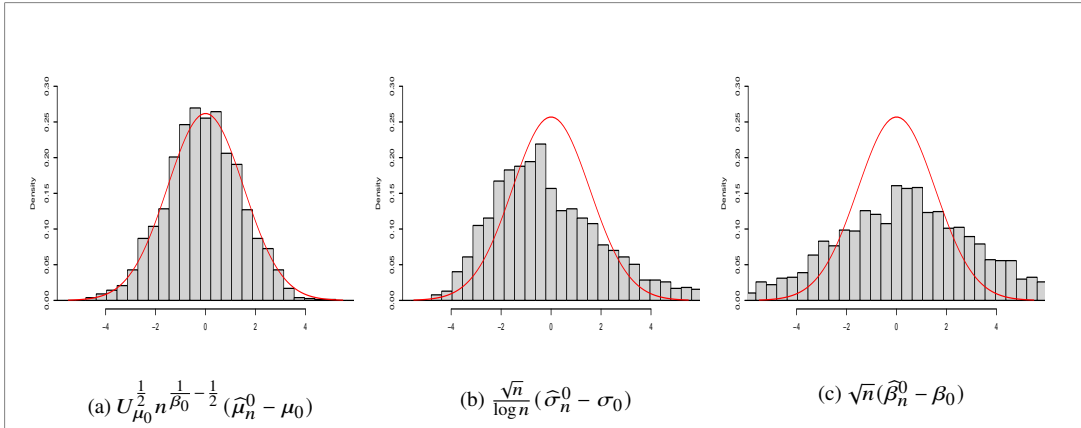 0.30
0.25
0.20
0.15
0.10
0.05
0.00
Density
−4 −2 0 2 4
(a) $U_{\mu_0}^{\frac{1}{2}} n^{\frac{1}{\beta_0}-\frac{1}{2}} (\widehat{\mu}_n^0 - \mu_0)$
0.30
0.25
0.20
0.15
0.10
0.05
0.00
Density
−4 −2 0 2 4
(b) $\frac{\sqrt{n}}{\log n} (\widehat{\sigma}_n^0 - \sigma_0)$
0.30
0.25
0.20
0.15
0.10
0.05
0.00
Density
−4 −2 0 2 4
(c) $\sqrt{n} (\widehat{\beta}_n^0 - \beta_0)$